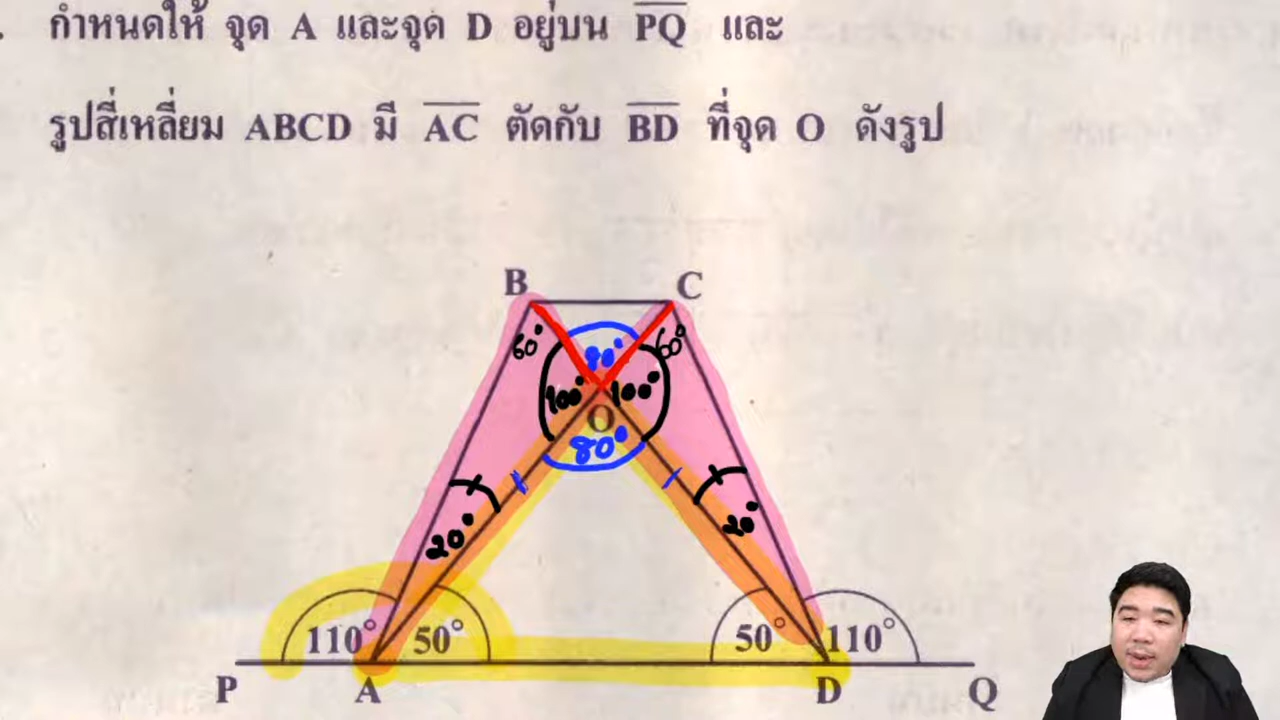 . กำหนดให้ จุด A และจุด D อยู่บน PQ และ
รูปสี่เหลี่ยม ABCD มี AC ตัดกับ BD ที่จุด O ดังรูป
B C
60° 80° 60°
100° 100°
O
80°
20° 20°
110° 50° 50° 110°
P A D Q